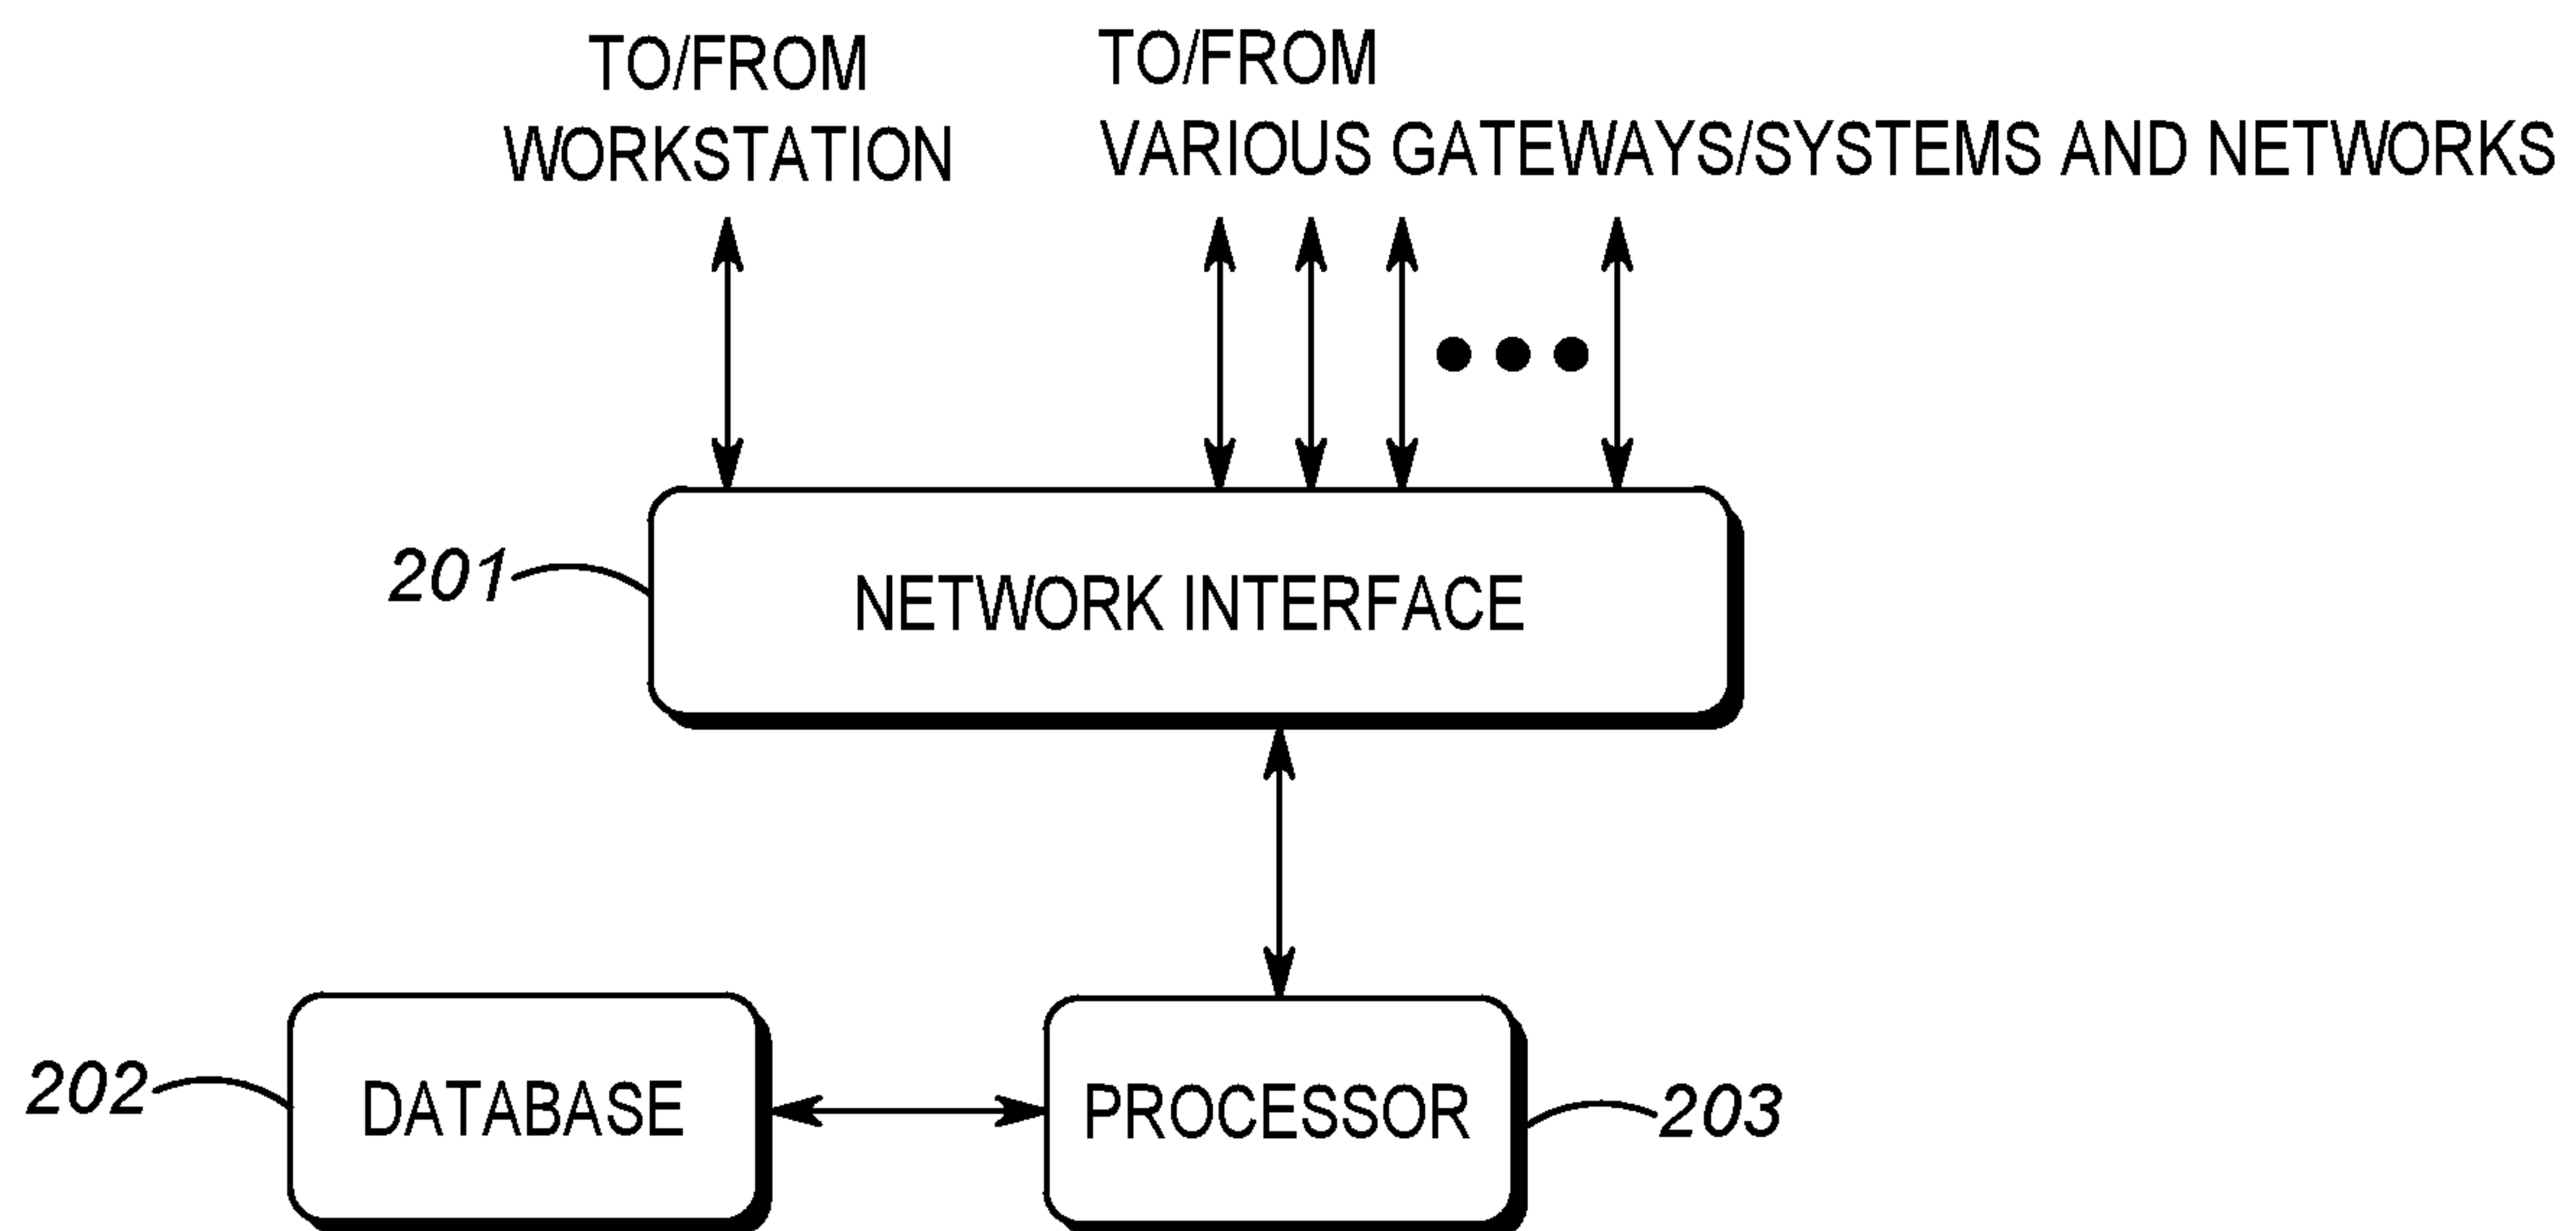 TO/FROM
WORKSTATION
TO/FROM
VARIOUS GATEWAYS/SYSTEMS AND NETWORKS
201
NETWORK INTERFACE
202
DATABASE
PROCESSOR
203